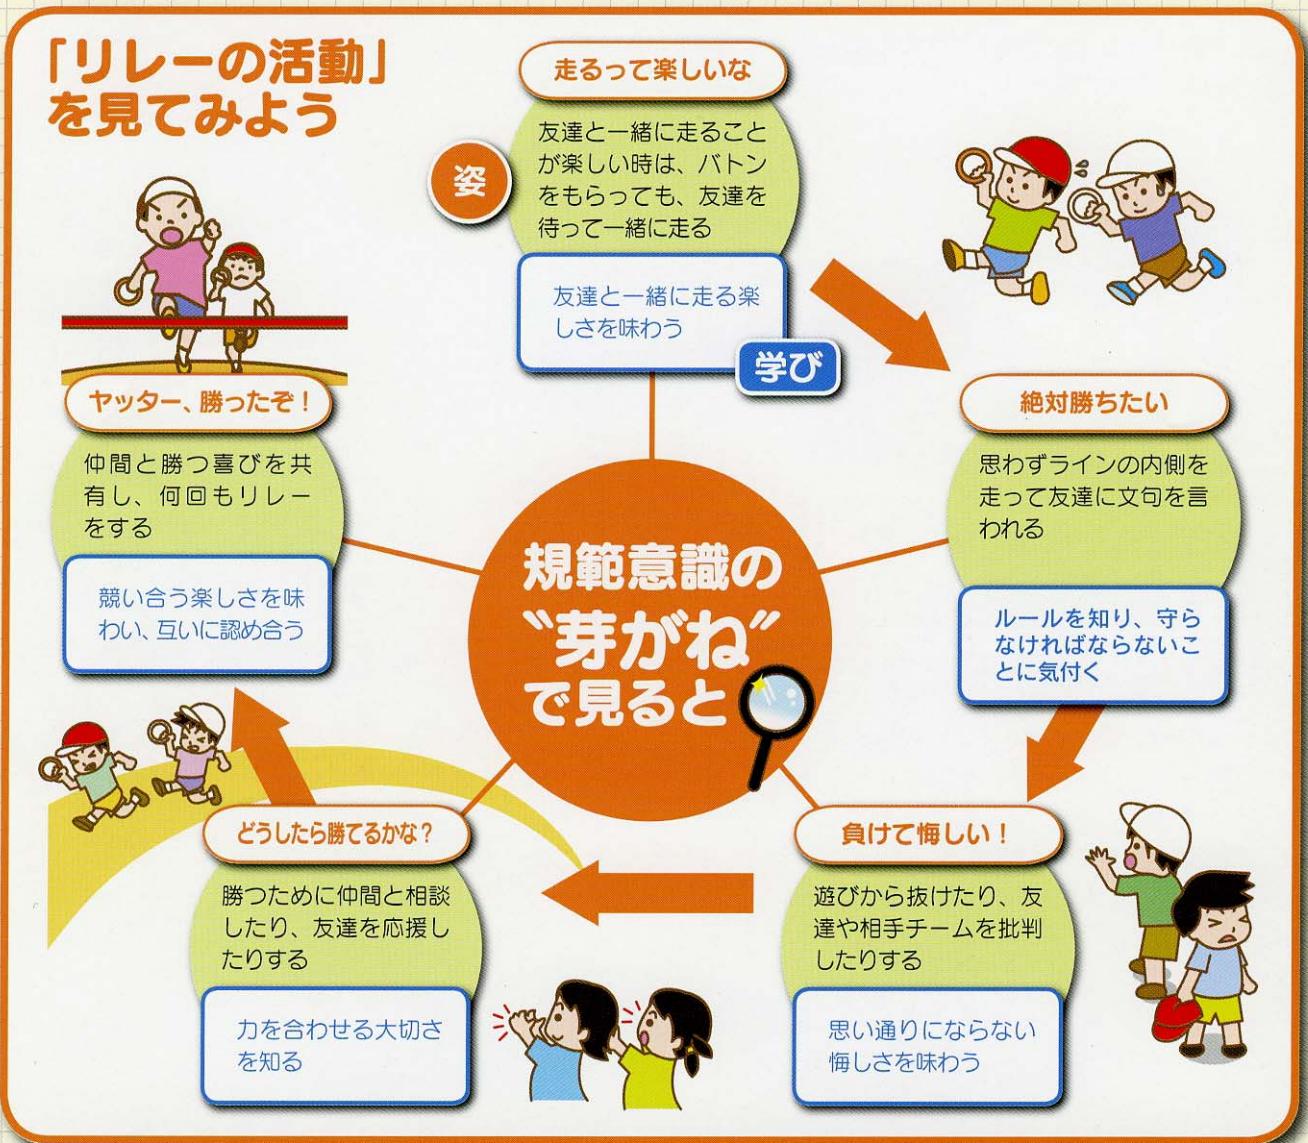 「リレーの活動」
を見てみよう
走るって楽しいな
姿
友達と一緒に走ること
が楽しい時は、バトン
をもらっても、友達を
待って一緒に走る
友達と一緒に走る楽
しさを味わう
学び
絶対勝ちたい
思わずラインの内側を
走って友達に文句を言
われる
ルールを知り、守ら
なければならないこ
とに気付く
負けて悔しい！
遊びから抜けたり、友
達や相手チームを批判
したりする
思い通りにならない
悔しさを味わう
どうしたら勝てるかな？
勝つために仲間と相談
したり、友達を応援し
たりする
力を合わせる大切さ
を知る
ヤッター、勝ったぞ！
仲間と勝つ喜びを共
有し、何回もリレー
をする
競い合う楽しさを味
わい、互いに認め合う
規範意識の
〝芽がね〟
で見ると